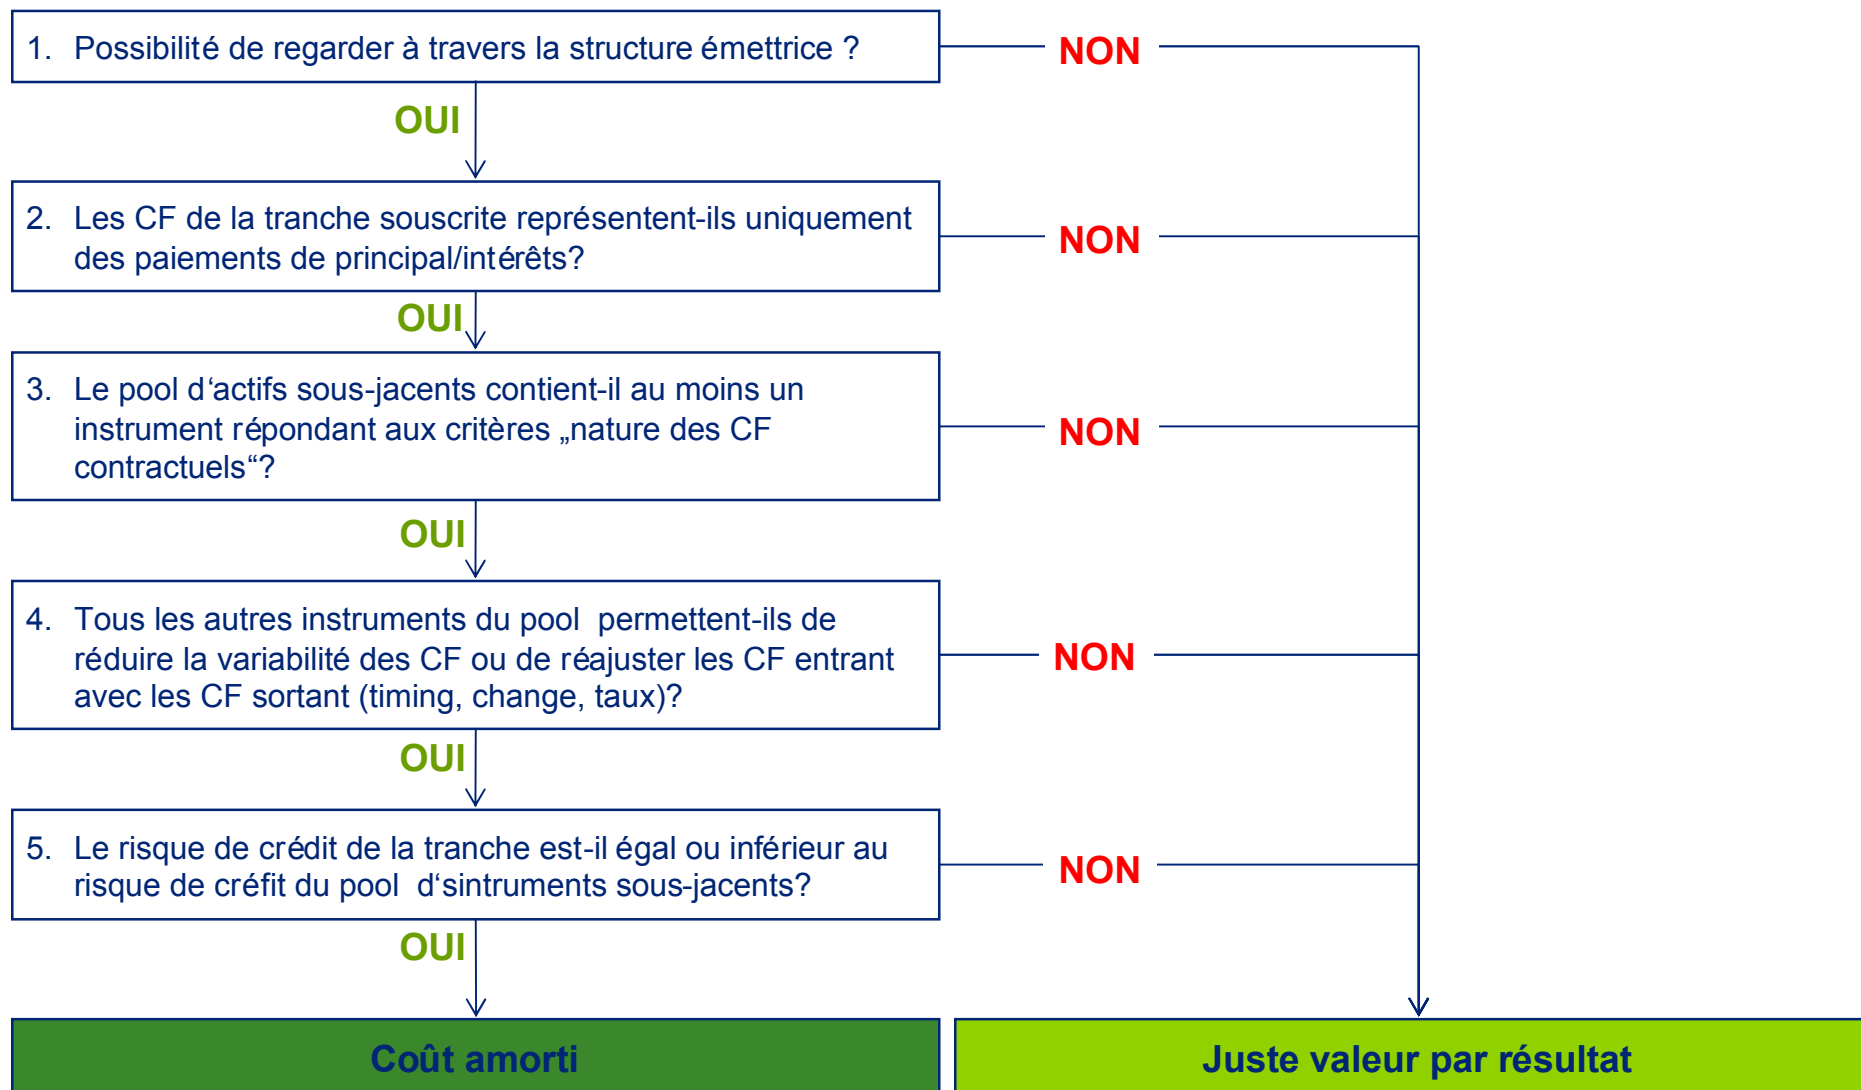 1. Possibilité de regarder à travers la structure émettrice ?
NON
OUI
2. Les CF de la tranche souscrite représentent-ils uniquement
des paiements de principal/intérêts?
NON
OUI
3. Le pool d‘actifs sous-jacents contient-il au moins un
instrument répondant aux critères „nature des CF
contractuels“?
NON
OUI
4. Tous les autres instruments du pool permettent-ils de
réduire la variabilité des CF ou de réajuster les CF entrant
avec les CF sortant (timing, change, taux)?
NON
OUI
5. Le risque de crédit de la tranche est-il égal ou inférieur au
risque de créfit du pool d‘sintruments sous-jacents?
NON
OUI
Coût amorti
Juste valeur par résultat